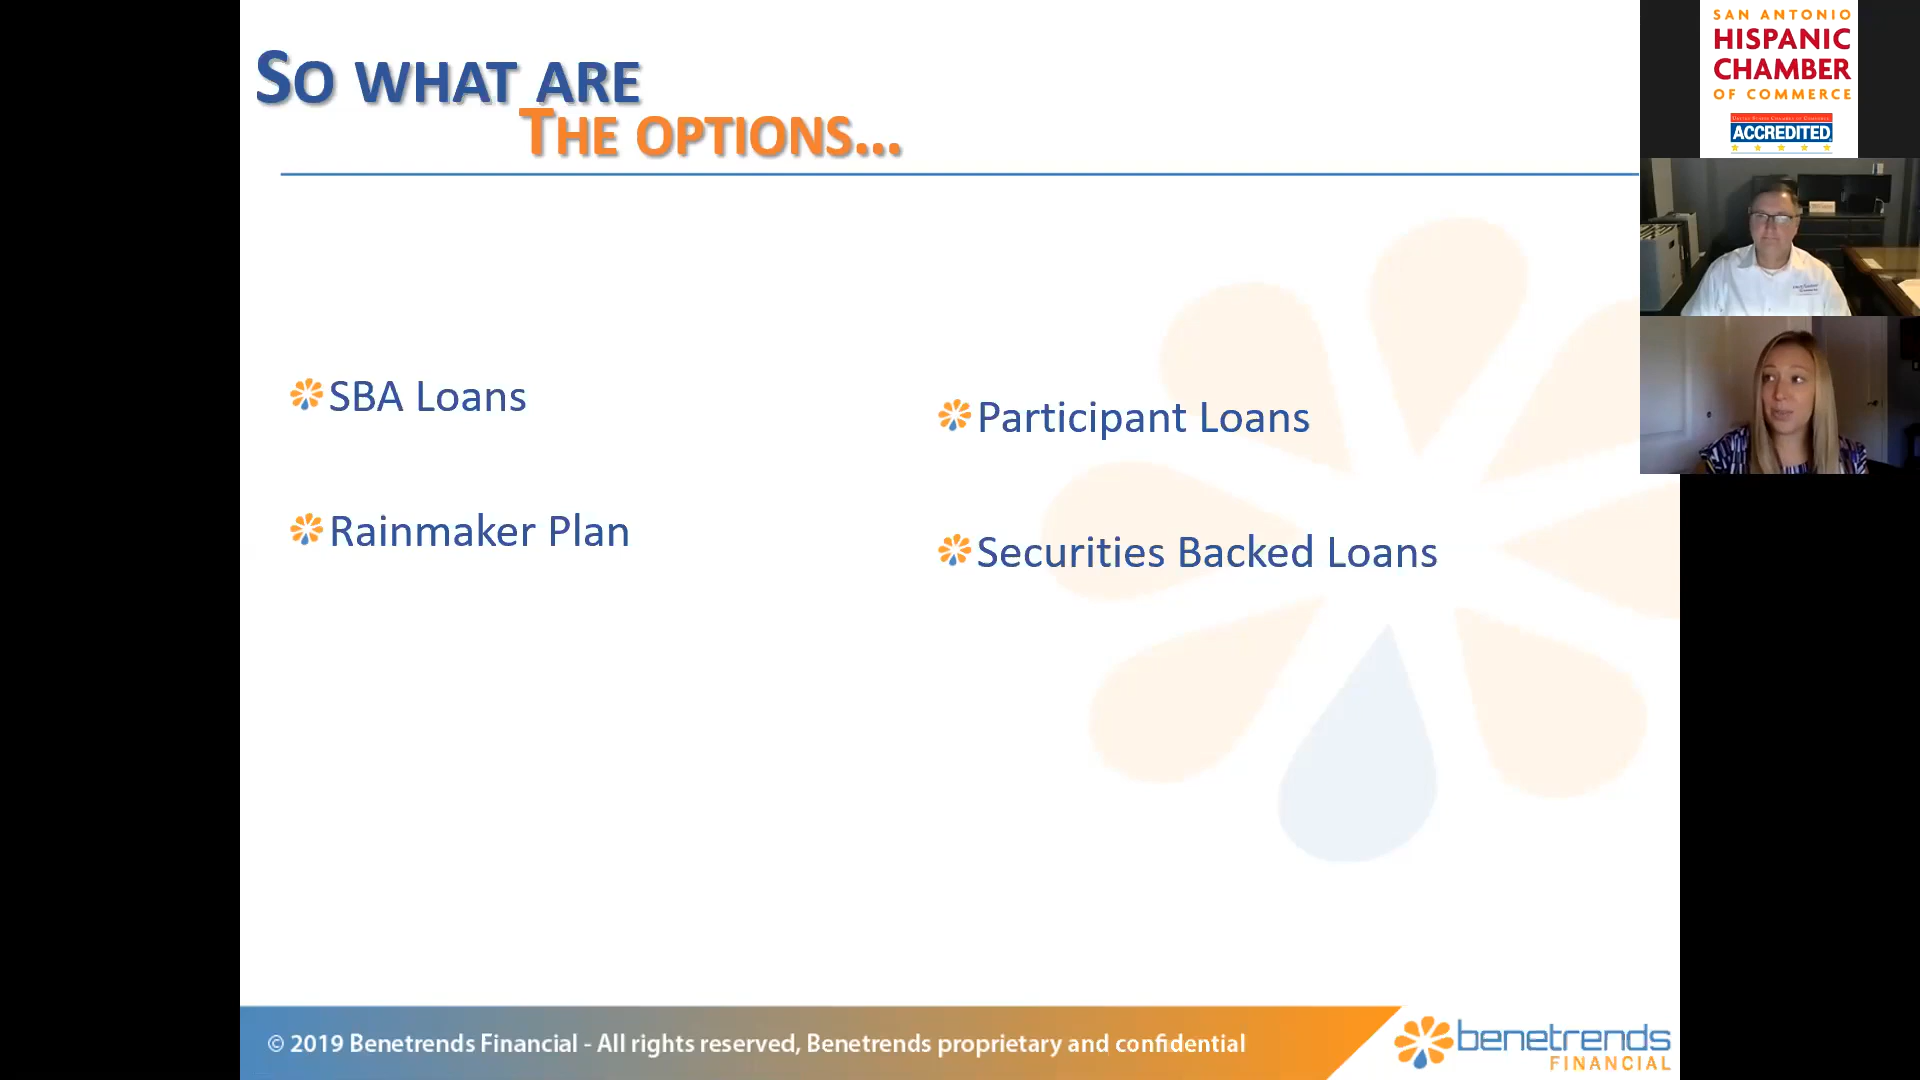 So what are
The options...
SBA Loans
Rainmaker Plan
Participant Loans
Securities Backed Loans
© 2019 Benetrends Financial - All rights reserved, Benetrends proprietary and confidential
benetrends
FINANCIAL
SAN ANTONIO
HISPANIC
CHAMBER
OF COMMERCE
ACCREDITED